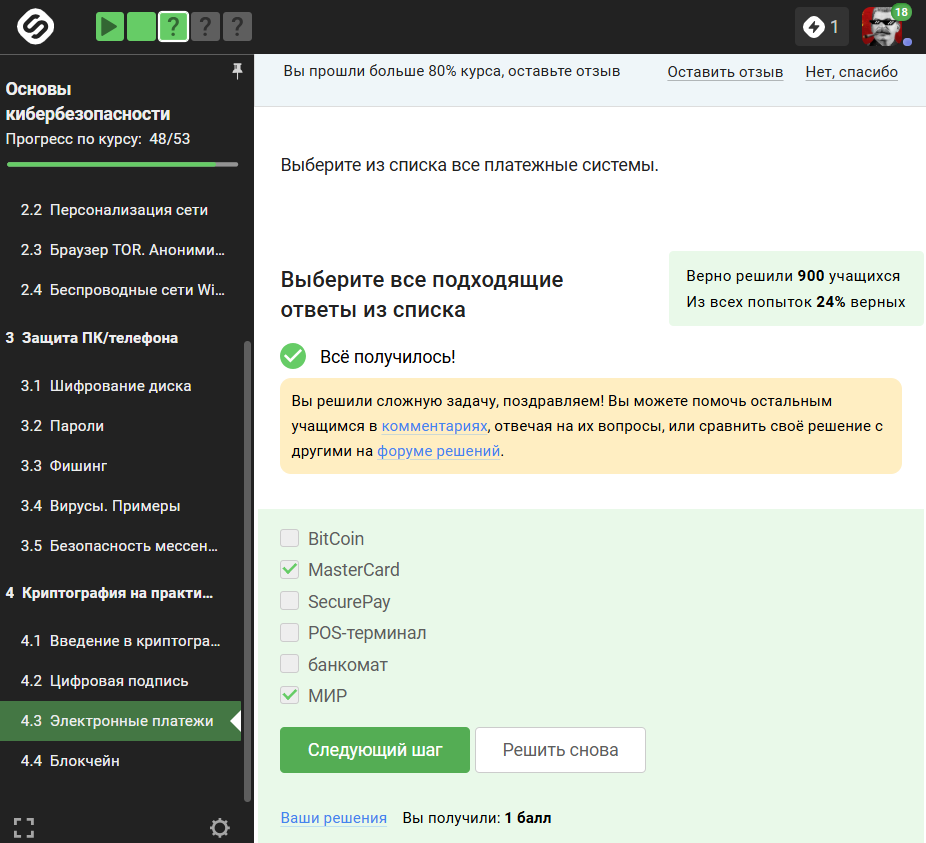 ?
?
?
1
18
Основы
кибербезопасности
Прогресс по курсу: 48/53
2.2 Персонализация сети
2.3 Браузер TOR. Аноними...
2.4 Беспроводные сети Wi...
3 Защита ПК/телефона
3.1 Шифрование диска
3.2 Пароли
3.3 Фишинг
3.4 Вирусы. Примеры
3.5 Безопасность мессен...
4 Криптография на практи...
4.1 Введение в криптогра...
4.2 Цифровая подпись
4.3 Электронные платежи
4.4 Блокчейн
Вы прошли больше 80% курса, оставьте отзыв
Оставить отзыв
Нет, спасибо
Выберите из списка все платежные системы.
Выберите все подходящие
ответы из списка
Верно решили 900 учащихся
Из всех попыток 24% верных
Всё получилось!
Вы решили сложную задачу, поздравляем! Вы можете помочь остальным
учащимся в комментариях, отвечая на их вопросы, или сравнить своё решение с
другими на форуме решений.
BitCoin
MasterCard
SecurePay
POS-терминал
банкомат
МИР
Следующий шаг
Решить снова
Ваши решения
Вы получили: 1 балл